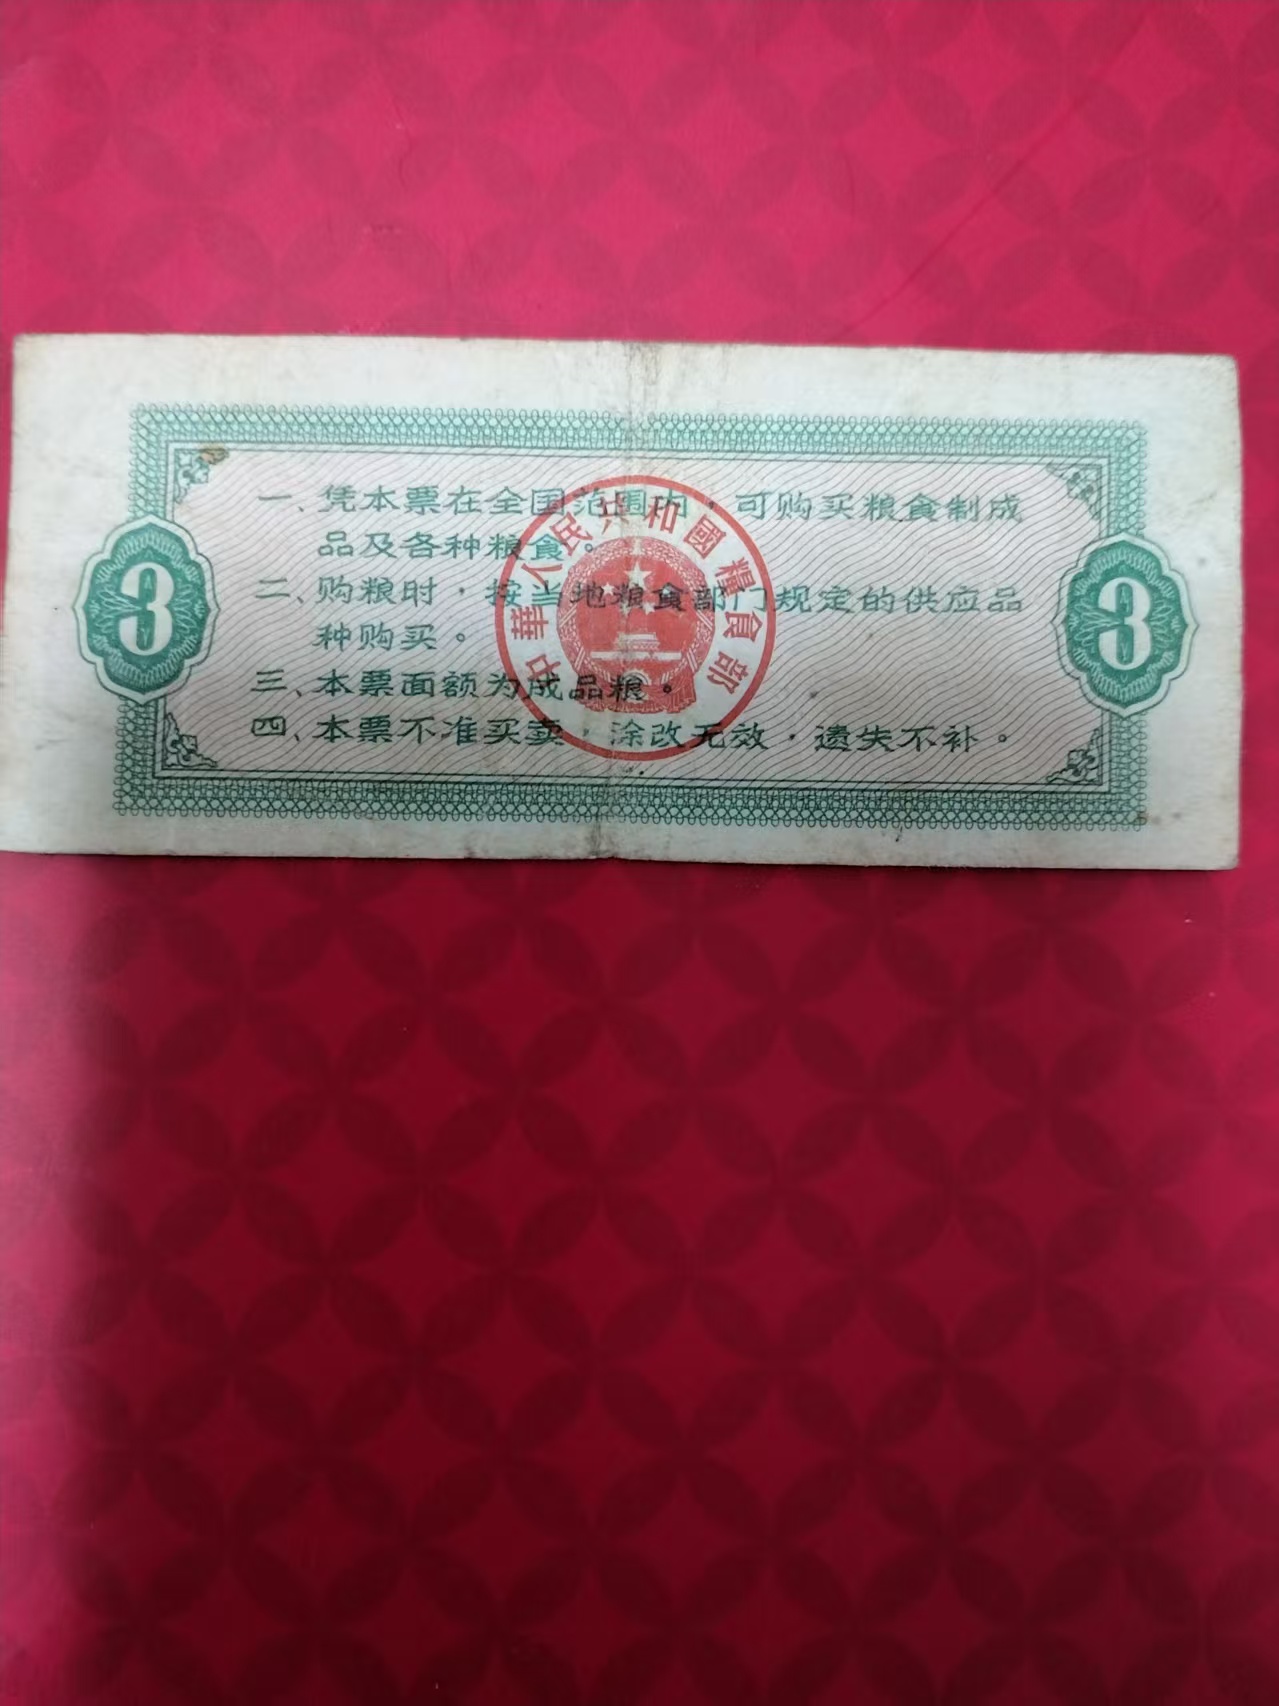 一、凭本票在全国范围内，可购买粮食制成
品及各种粮食。
二、购粮时，按当地粮食部门规定的供应品
种购买。
三、本票面额为成品粮。
四、本票不准买卖，涂改无效，遗失不补。
3
3
中華人民共和國糧食部